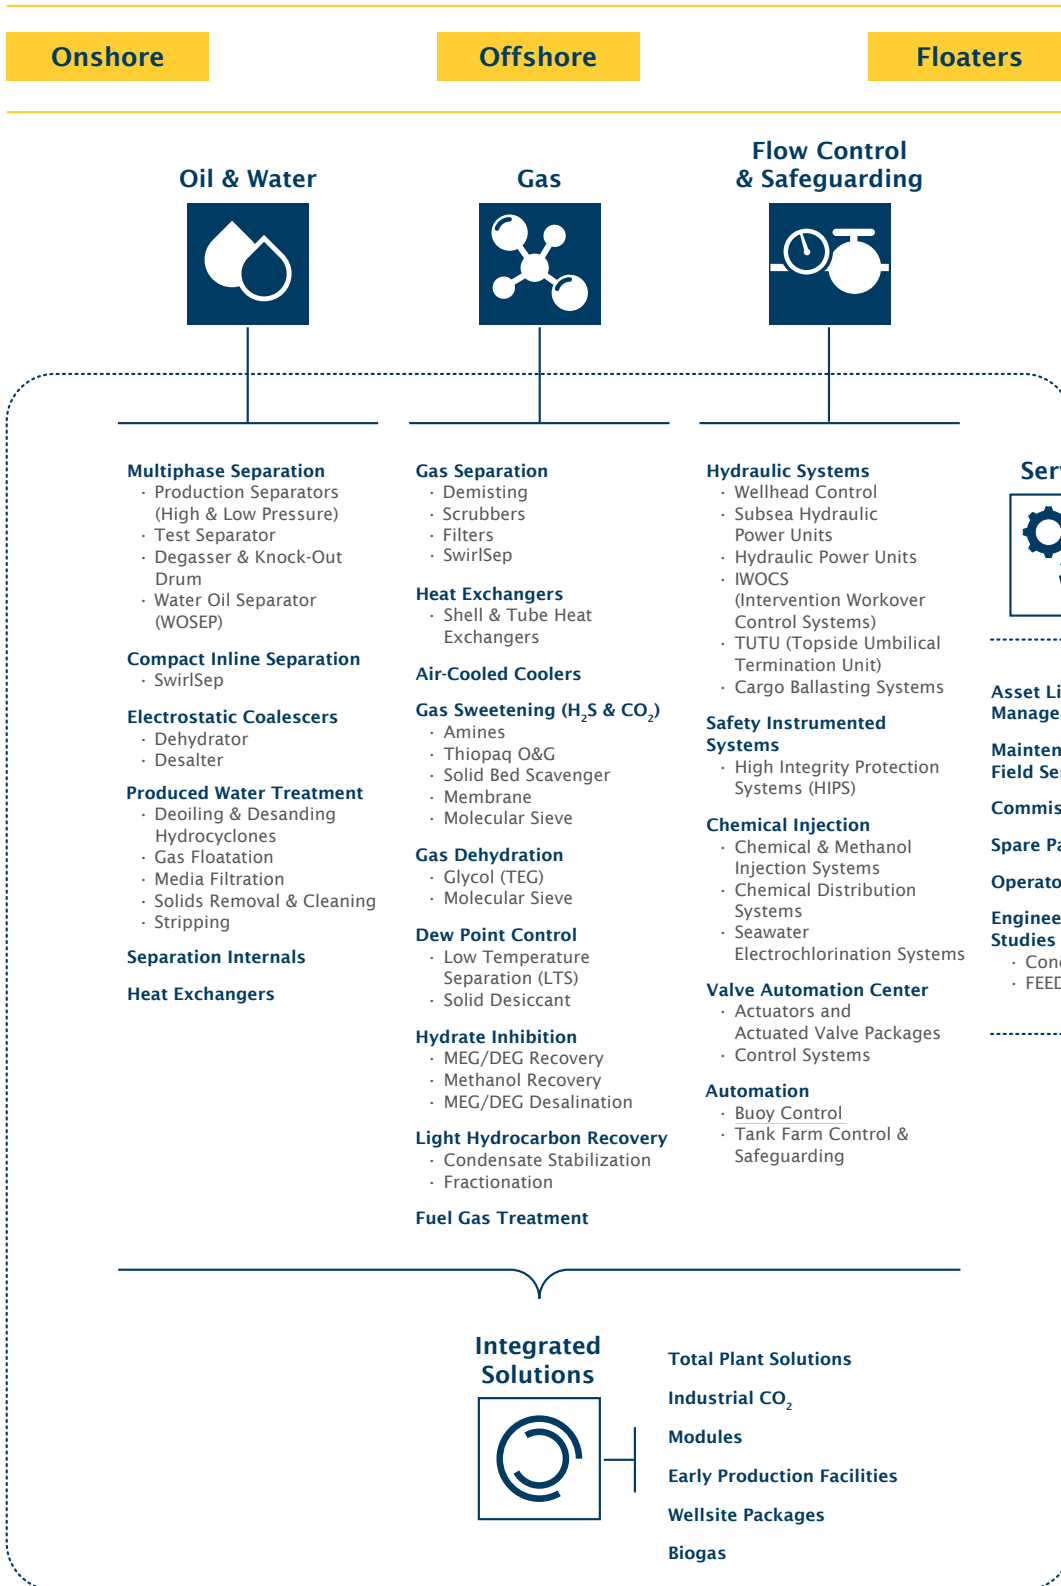 Onshore
Offshore
Floaters
Oil & Water
Multiphase Separation
· Production Separators
(High & Low Pressure)
· Test Separator
· Degasser & Knock-Out
Drum
· Water Oil Separator
(WOSEP)
Compact Inline Separation
· SwirlSep
Electrostatic Coalescers
· Dehydrator
· Desalter
Produced Water Treatment
· Deoiling & Desanding
Hydrocyclones
· Gas Floatation
· Media Filtration
· Solids Removal & Cleaning
· Stripping
Separation Internals
Heat Exchangers
Gas
Gas Separation
· Demisting
· Scrubbers
· Filters
· SwirlSep
Heat Exchangers
· Shell & Tube Heat
Exchangers
Air-Cooled Coolers
Gas Sweetening (H₂S & CO₂)
· Amines
· Thiopaq O&G
· Solid Bed Scavenger
· Membrane
· Molecular Sieve
Gas Dehydration
· Glycol (TEG)
· Molecular Sieve
Dew Point Control
· Low Temperature
Separation (LTS)
· Solid Desiccant
Hydrate Inhibition
· MEG/DEG Recovery
· Methanol Recovery
· MEG/DEG Desalination
Light Hydrocarbon Recovery
· Condensate Stabilization
· Fractionation
Fuel Gas Treatment
Flow Control
& Safeguarding
Hydraulic Systems
· Wellhead Control
· Subsea Hydraulic
Power Units
· Hydraulic Power Units
· IWOCS
(Intervention Workover
Control Systems)
· TUTU (Topside Umbilical
Termination Unit)
· Cargo Ballasting Systems
Safety Instrumented
Systems
· High Integrity Protection
Systems (HIPS)
Chemical Injection
· Chemical & Methanol
Injection Systems
· Chemical Distribution
Systems
· Seawater
Electrochlorination Systems
Valve Automation Center
· Actuators and
Actuated Valve Packages
· Control Systems
Automation
· Buoy Control
· Tank Farm Control &
Safeguarding
Asset
Spare
Studies
· FEED
Integrated
Solutions
Total Plant Solutions
Industrial CO₂
Modules
Early Production Facilities
Wellsite Packages
Biogas